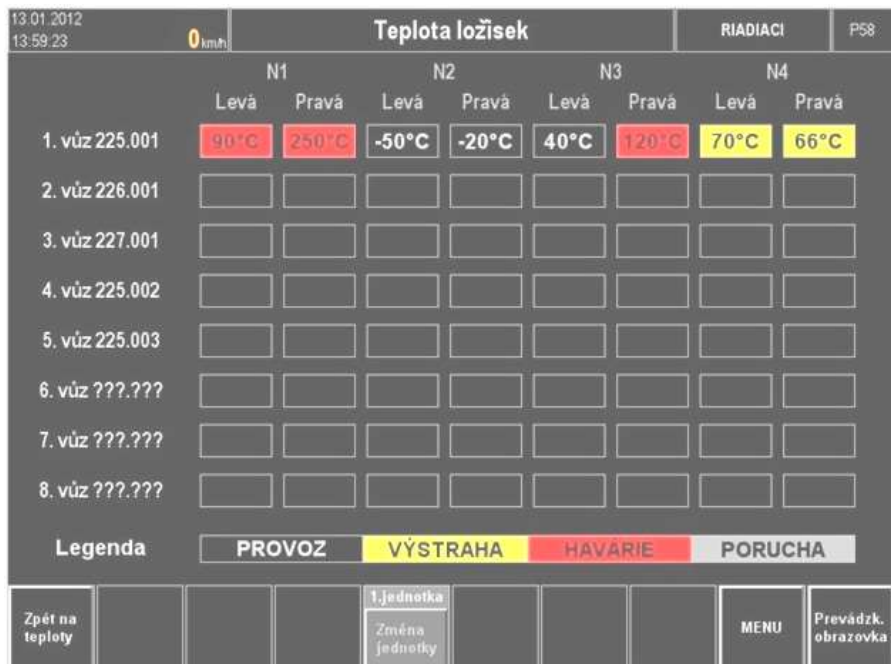 13.01.2012
13:59:23
0 km/h
Teplota ložisek
RIADIACI
P58
N1 N2 N3 N4
Levá Pravá Levá Pravá Levá Pravá Levá Pravá
1. vůz 225.001 90°C 250°C -50°C -20°C 40°C 120°C 70°C 66°C
2. vůz 226.001
3. vůz 227.001
4. vůz 225.002
5. vůz 225.003
6. vůz ???.???
7. vůz ???.???
8. vůz ???.???
Legenda PROVOZ VÝSTRAHA HAVÁRIE PORUCHA
Zpét na
teploty
1.jednotka
Změna
jednotky
MENU
Prevádzk.
obrazovka